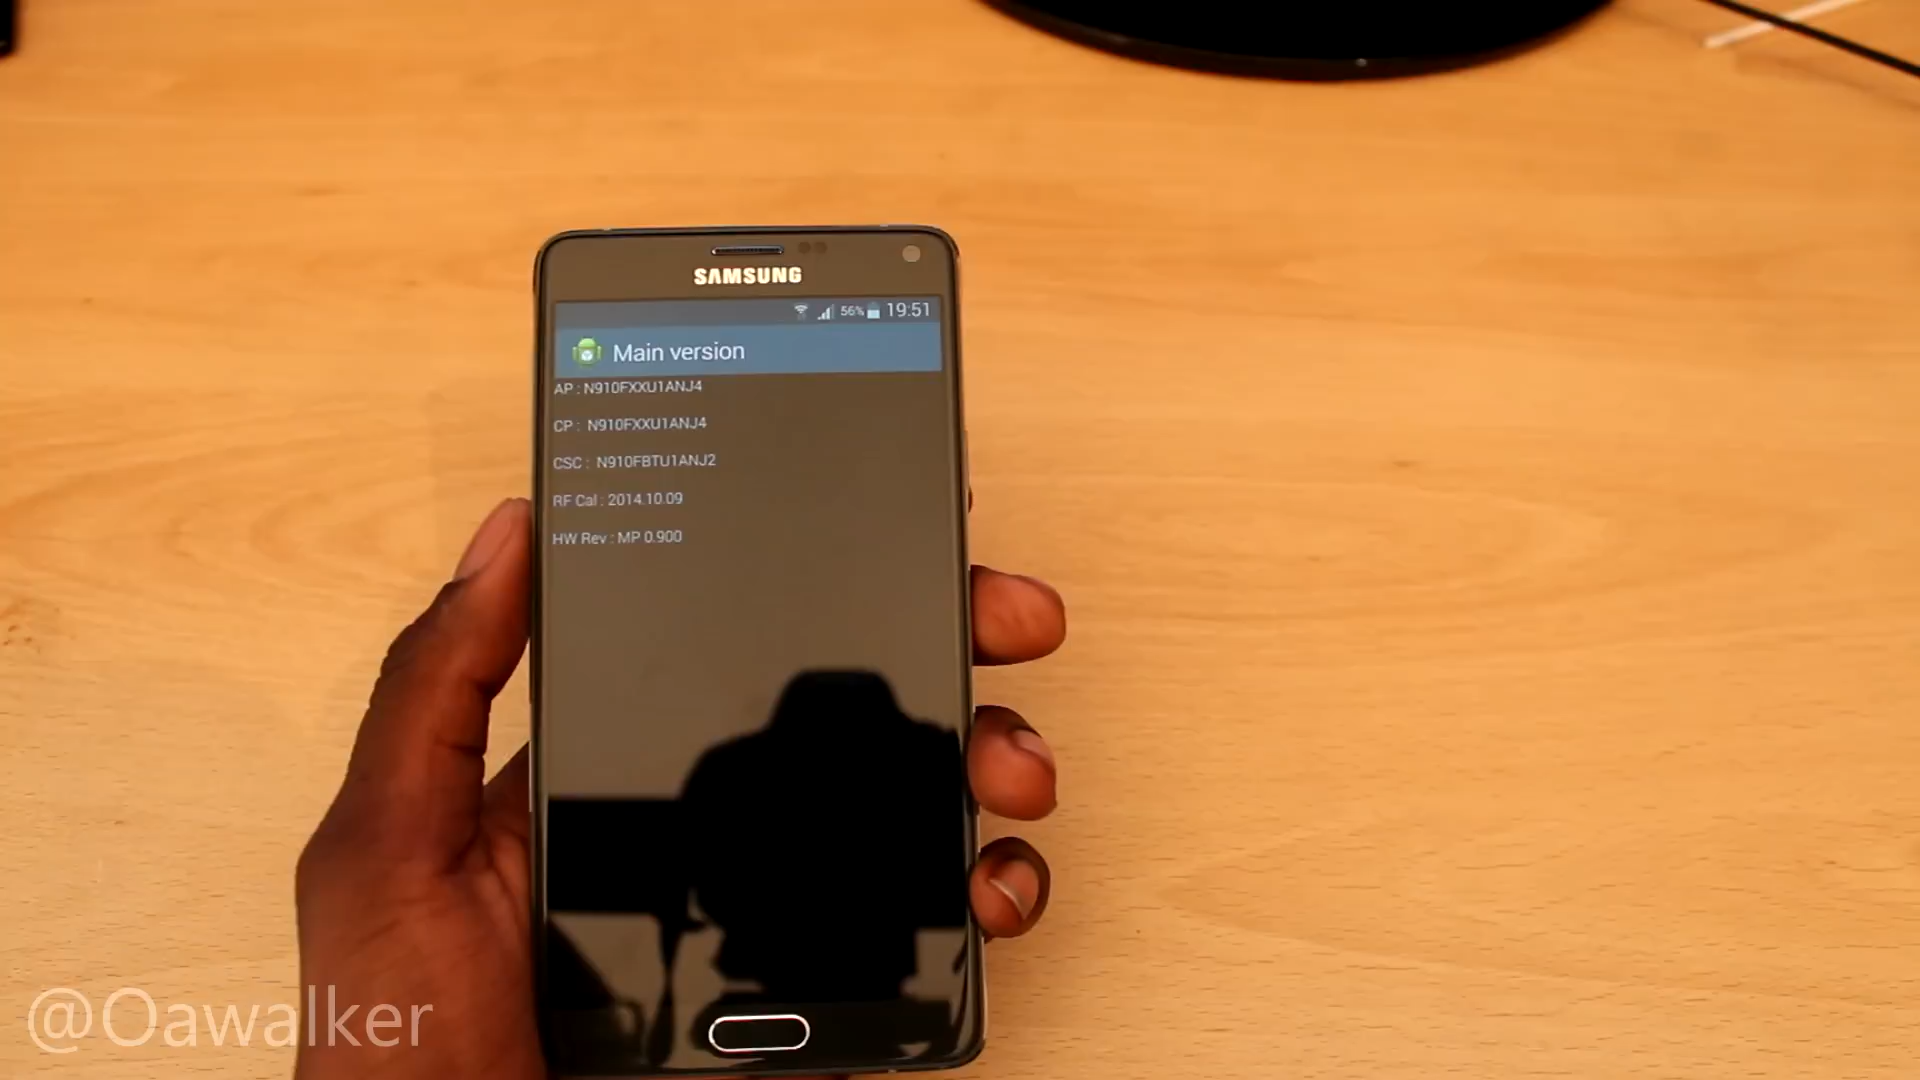 SAMSUNG
56% 19:51
Main version
AP : N910FXXU1ANJ4
CP : N910FXXU1ANJ4
CSC : N910FBTU1ANJ2
RF Cal : 2014.10.09
HW Rev : MP 0.900
@Oawalker